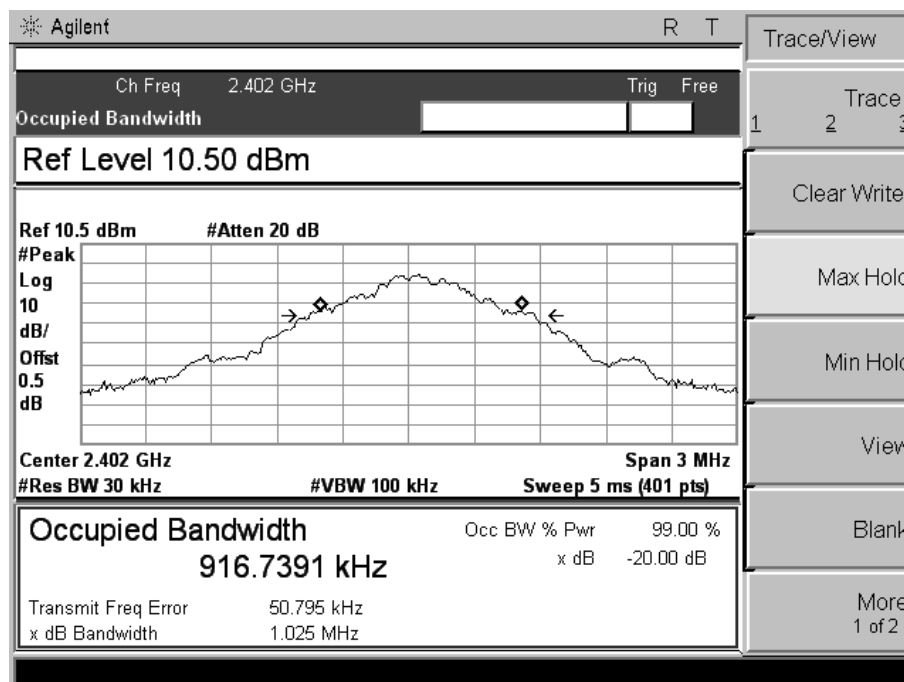 Agilent R T
Ch Freq 2.402 GHz Trig Free
Occupied Bandwidth
Ref Level 10.50 dBm
Ref 10.5 dBm #Atten 20 dB
#Peak
Log
10
dB/
Offst
0.5
dB
Center 2.402 GHz Span 3 MHz
#Res BW 30 kHz #VBW 100 kHz Sweep 5 ms (401 pts)
Occupied Bandwidth
916.7391 kHz
Occ BW % Pwr 99.00 %
x dB -20.00 dB
Transmit Freq Error 50.795 kHz
x dB Bandwidth 1.025 MHz
Trace/View
Trace
1 2 3
Clear Write
Max Hold
Min Hold
View
Blank
More
1 of 2